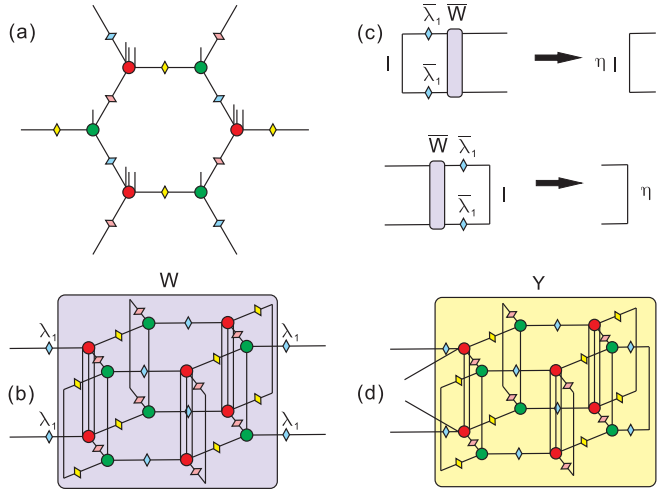 (a)
(c)
λ̅₁ W̅
I
λ̅₁
η I
W̅ λ̅₁
I
λ̅₁
η
W
λ₁ λ₁
(b)
λ₁ λ₁
Y
(d)